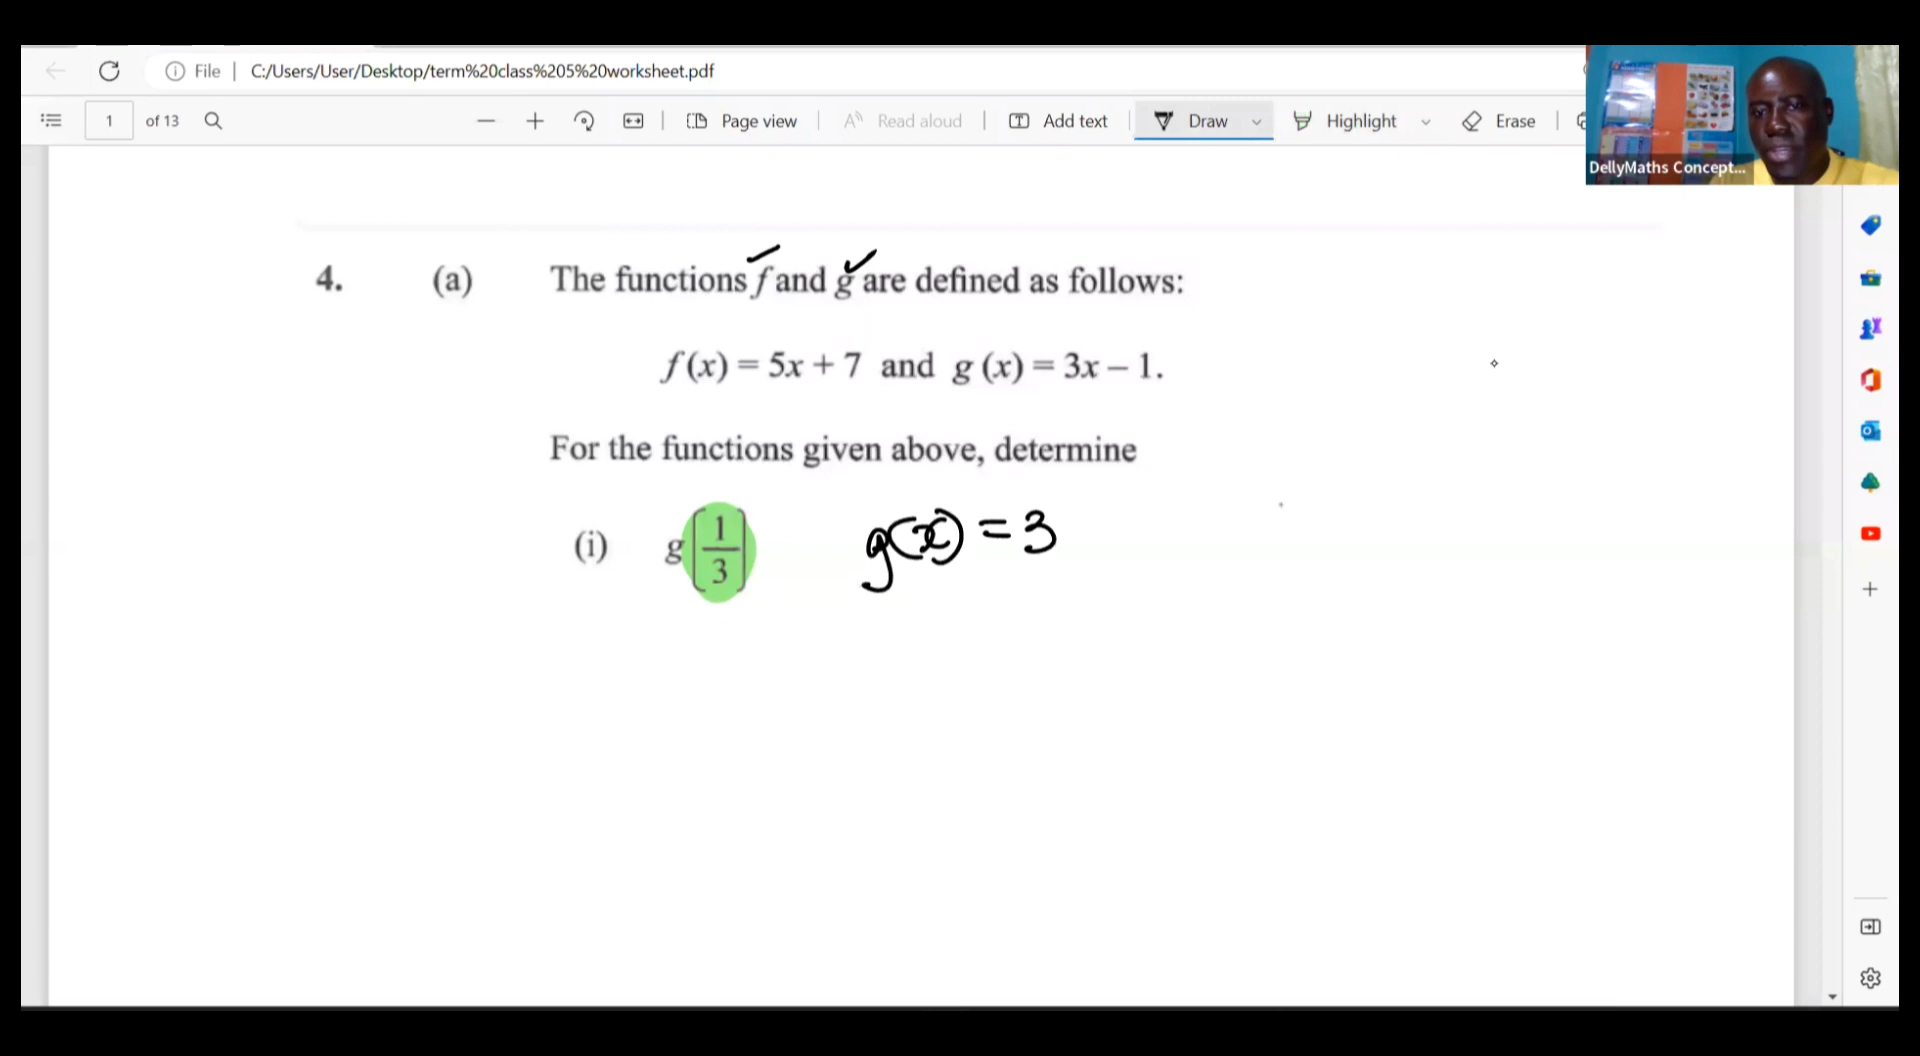 File | C:/Users/User/Desktop/term%20class%205%20worksheet.pdf
1 of 13 Page view Read aloud Add text Draw Highlight Erase
DellyMaths Concept...
4. (a) The functions f and g are defined as follows:
f (x) = 5x + 7 and g (x) = 3x – 1.
For the functions given above, determine
(i) g(1/3) g(x) = 3